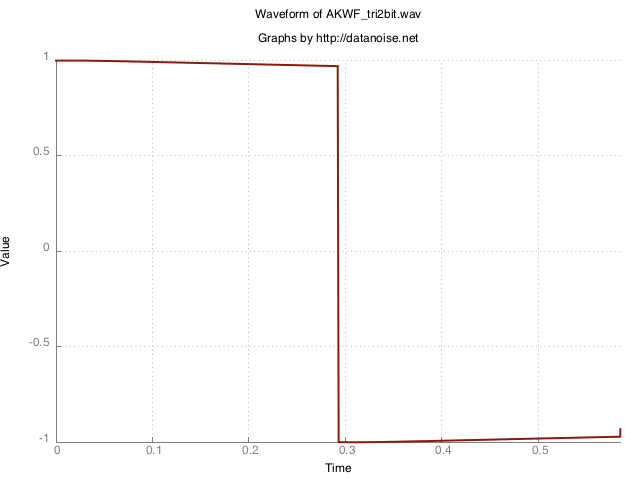 Waveform of AKWF_tri2bit.wav
Graphs by http://datanoise.net
1
0.5
0
-0.5
-1
Value
0 0.1 0.2 0.3 0.4 0.5
Time